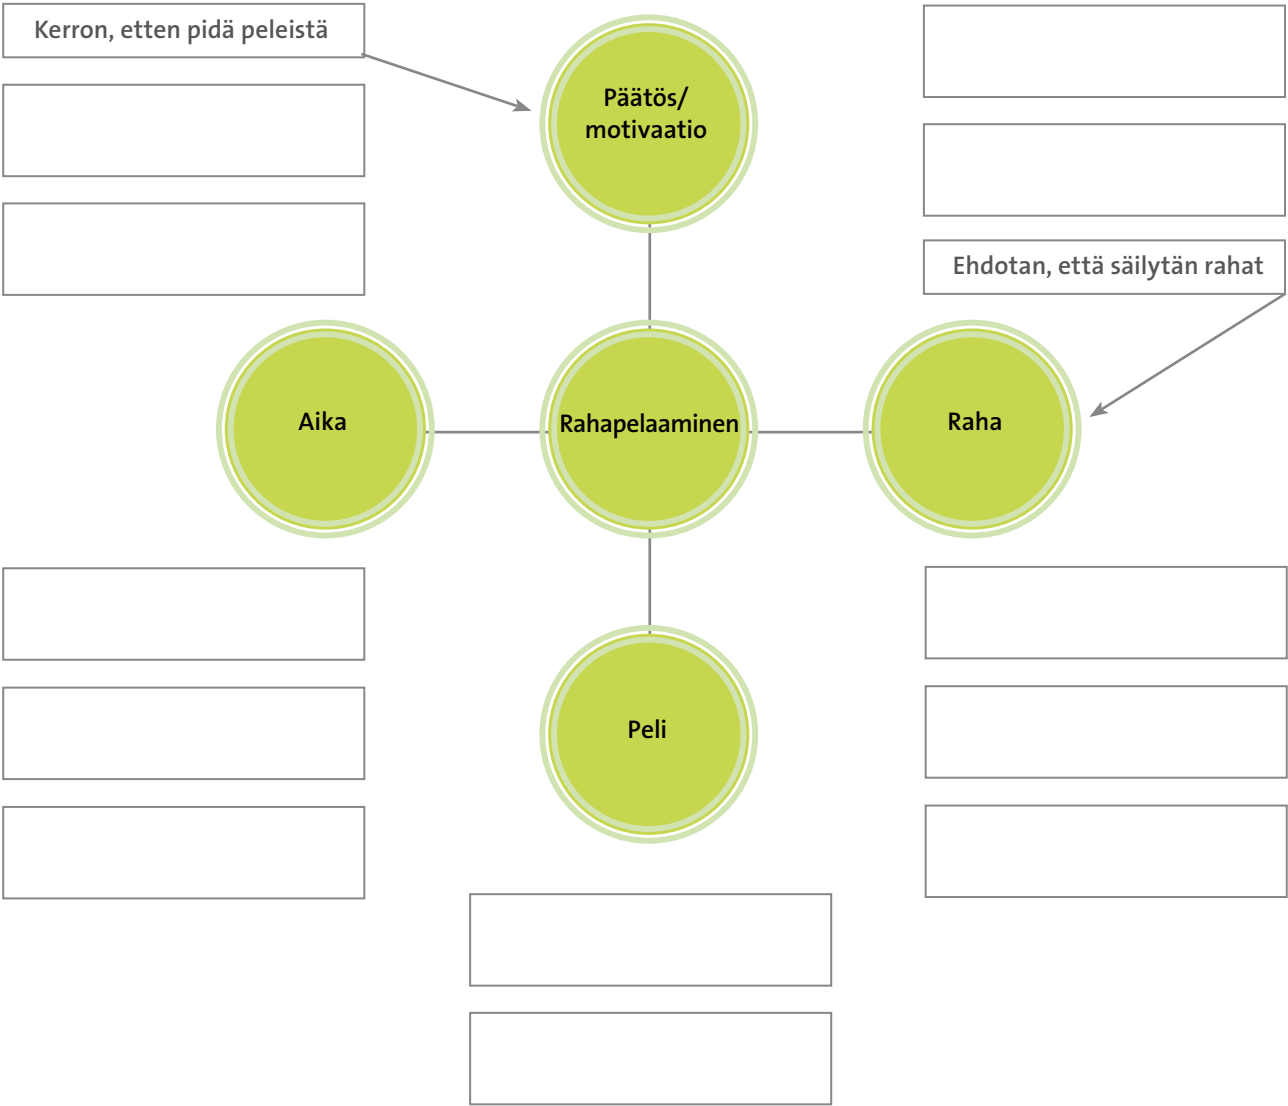 Kerron, etten pidä peleistä
Päätös/
motivaatio
Ehdotan, että säilytän rahat
Aika
Rahapelaaminen
Raha
Peli